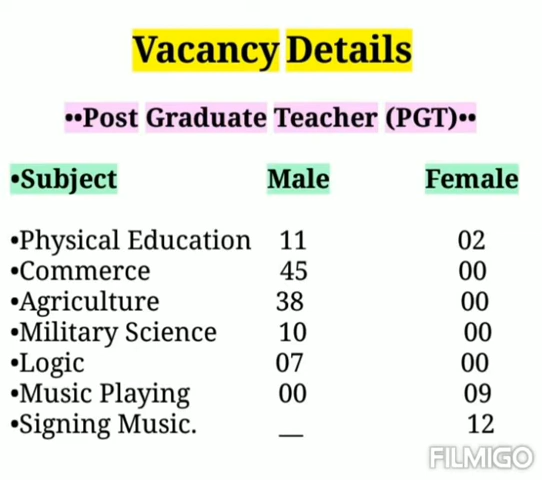 Vacancy Details
••Post Graduate Teacher (PGT)••
•Subject Male Female
•Physical Education 11 02
•Commerce 45 00
•Agriculture 38 00
•Military Science 10 00
•Logic 07 00
•Music Playing 00 09
•Signing Music. __ 12
FILMIGO